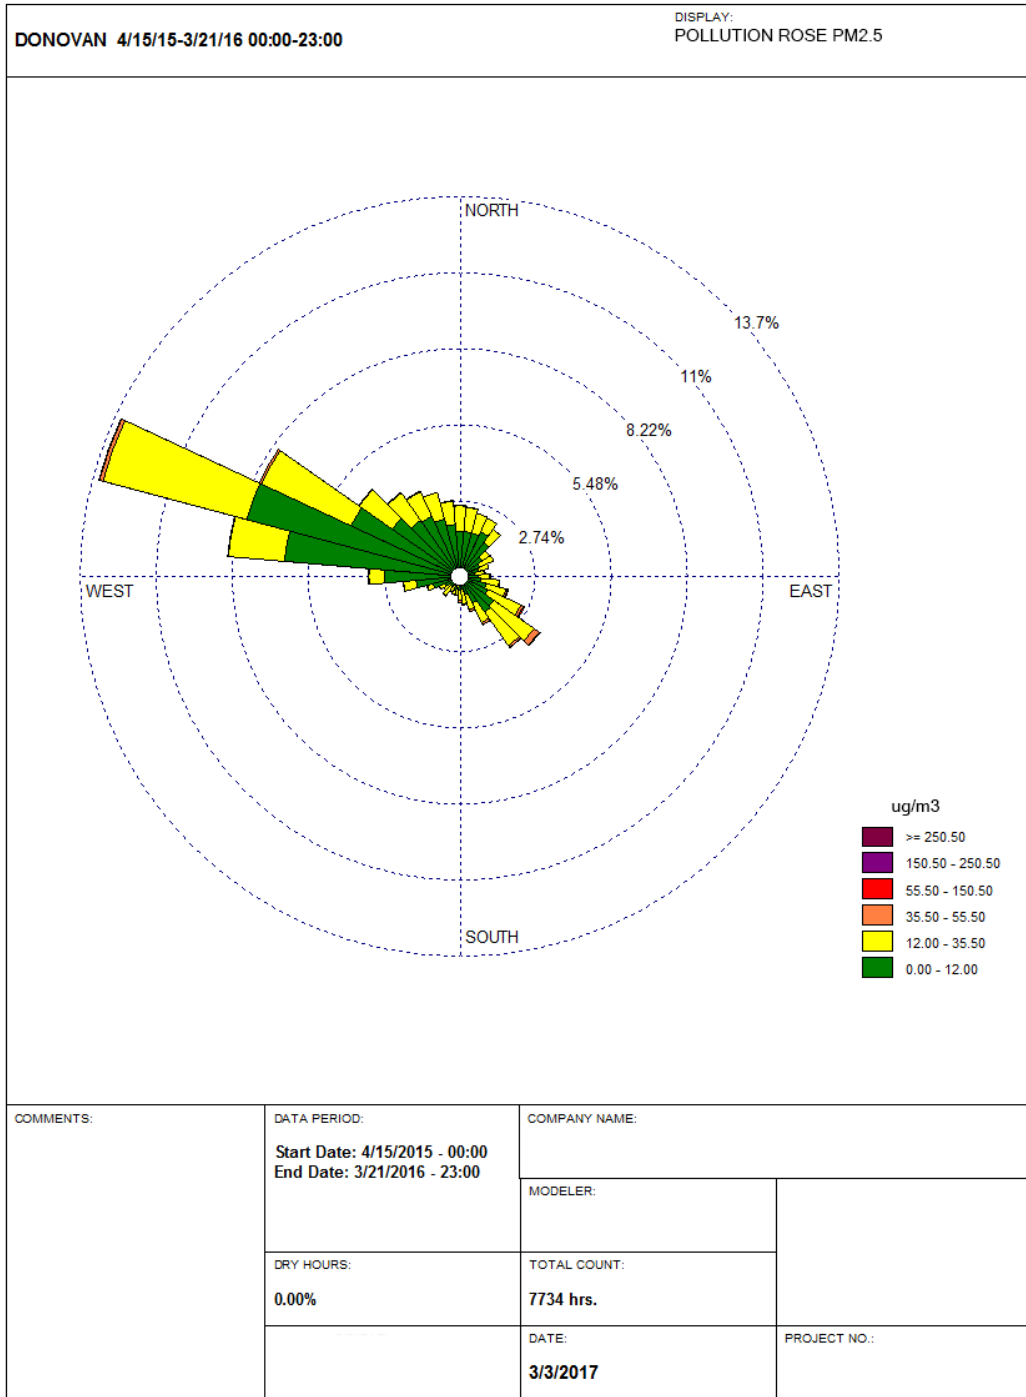 DONOVAN 4/15/15-3/21/16 00:00-23:00
DISPLAY:
POLLUTION ROSE PM2.5
NORTH
13.7%
11%
8.22%
5.48%
2.74%
WEST
EAST
SOUTH
ug/m3
>= 250.50
150.50 - 250.50
55.50 - 150.50
35.50 - 55.50
12.00 - 35.50
0.00 - 12.00
COMMENTS:
DATA PERIOD:
Start Date: 4/15/2015 - 00:00
End Date: 3/21/2016 - 23:00
COMPANY NAME:
MODELER:
DRY HOURS:
0.00%
TOTAL COUNT:
7734 hrs.
DATE:
3/3/2017
PROJECT NO.: